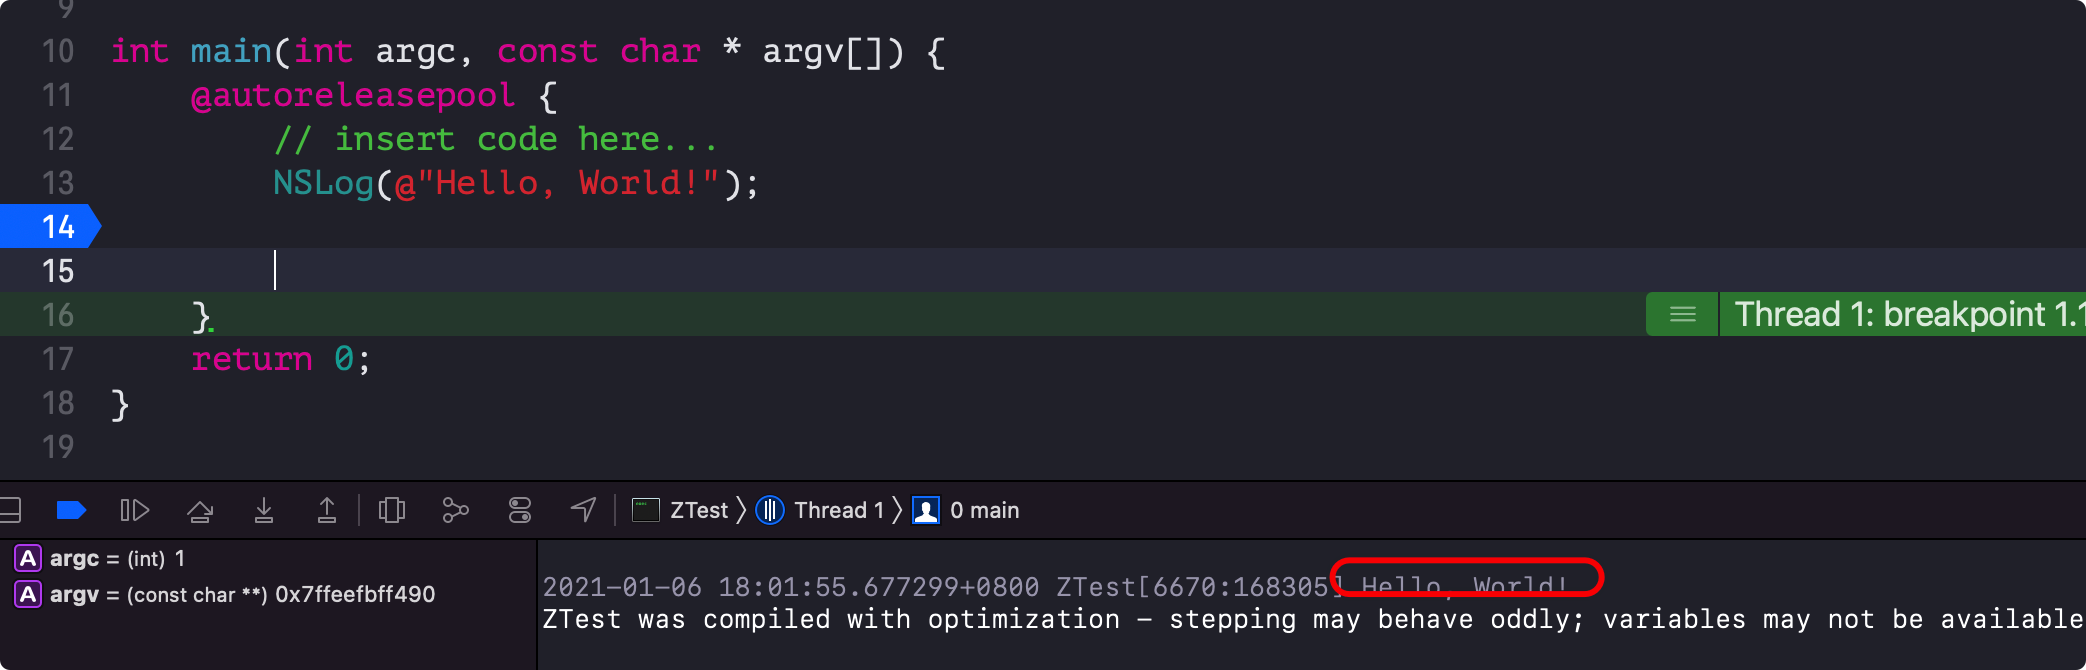 9
10 int main(int argc, const char * argv[]) {
11 @autoreleasepool {
12 // insert code here...
13 NSLog(@"Hello, World!");
14
15
16 }
Thread 1: breakpoint 1.1
17 return 0;
18 }
19
ZTest Thread 1 0 main
A argc = (int) 1
A argv = (const char **) 0x7ffeefbff490
2021-01-06 18:01:55.677299+0800 ZTest[6670:168305] Hello, World!
ZTest was compiled with optimization - stepping may behave oddly; variables may not be available